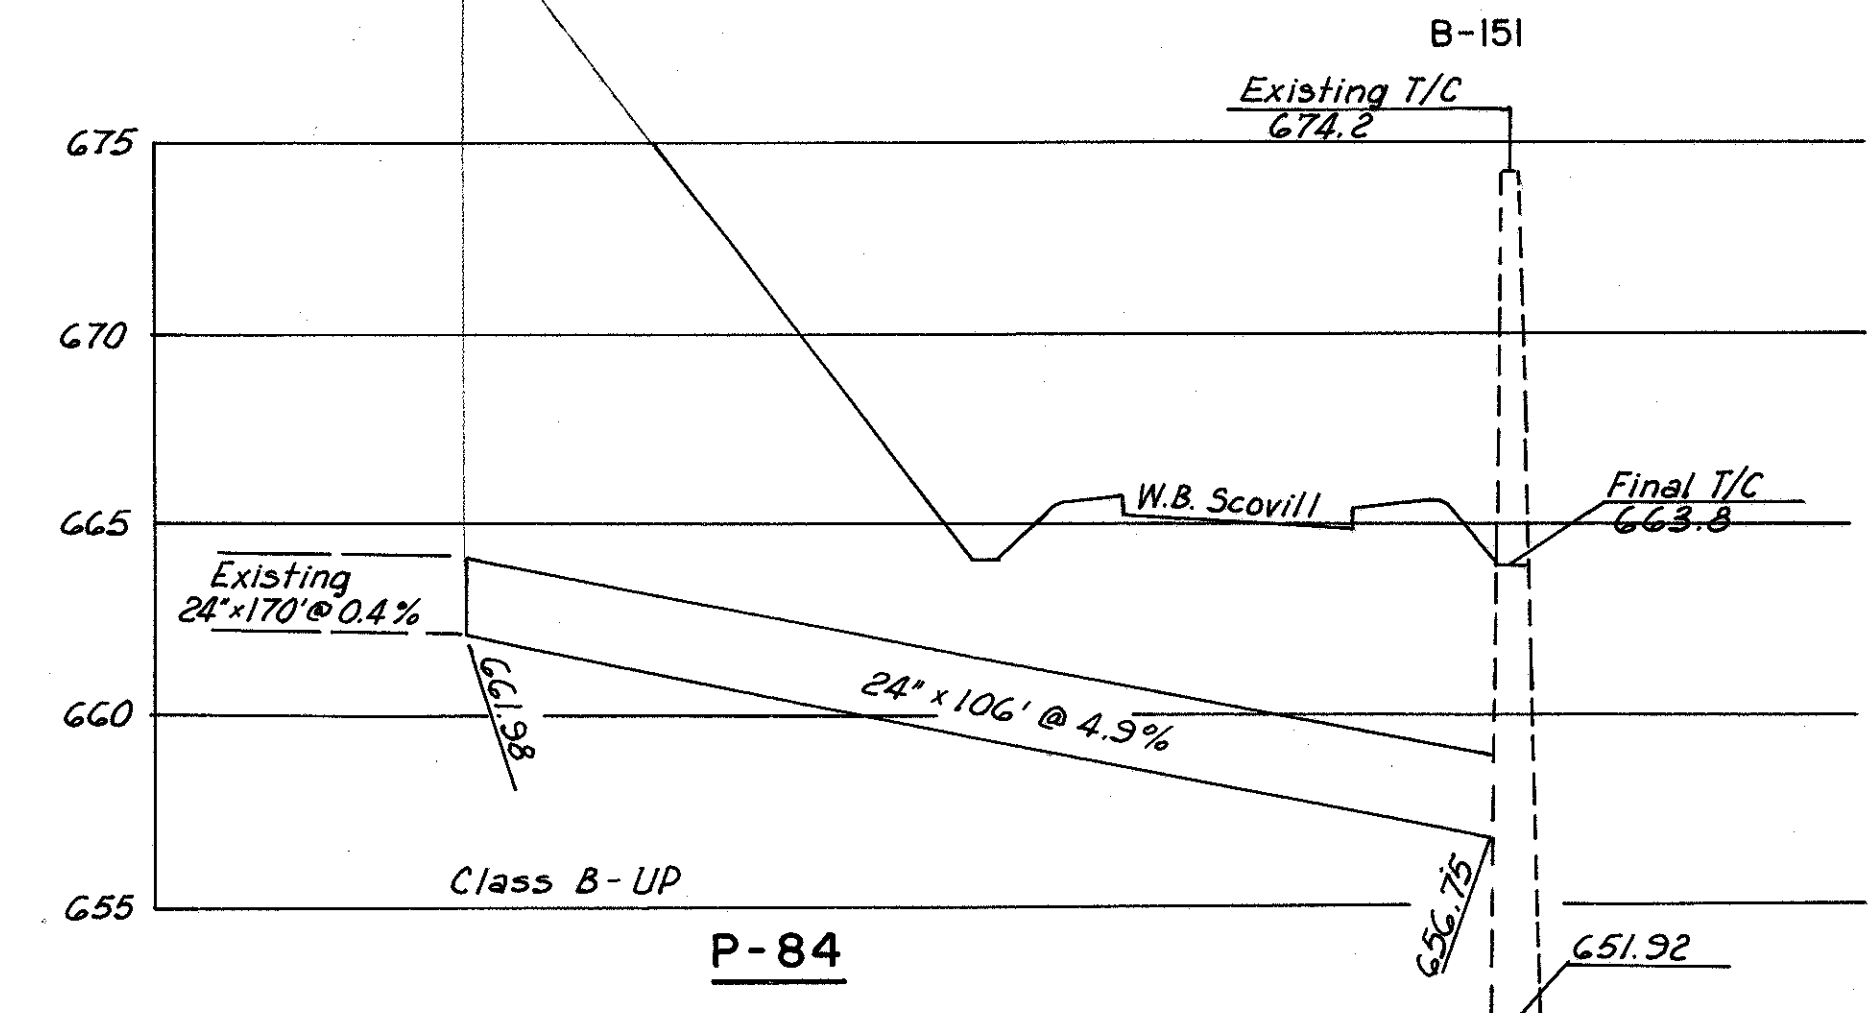 B-151
Existing T/C
674.2
675
670
W.B. Scovill
Final T/C
663.8
665
Existing
24"x170'@ 0.4%
661.98
24" x 106' @ 4.9%
660
Class B-UP
656.75
655
P-84
651.92